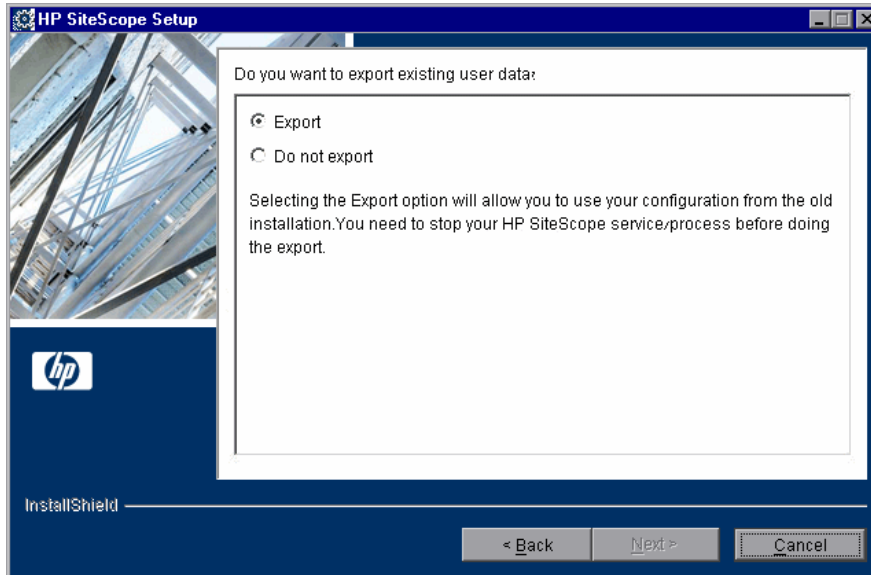 HP SiteScope Setup
Do you want to export existing user data?
Export
Do not export
Selecting the Export option will allow you to use your configuration from the old
installation.You need to stop your HP SiteScope service/process before doing
the export.
hp
InstallShield
< Back
Next >
Cancel